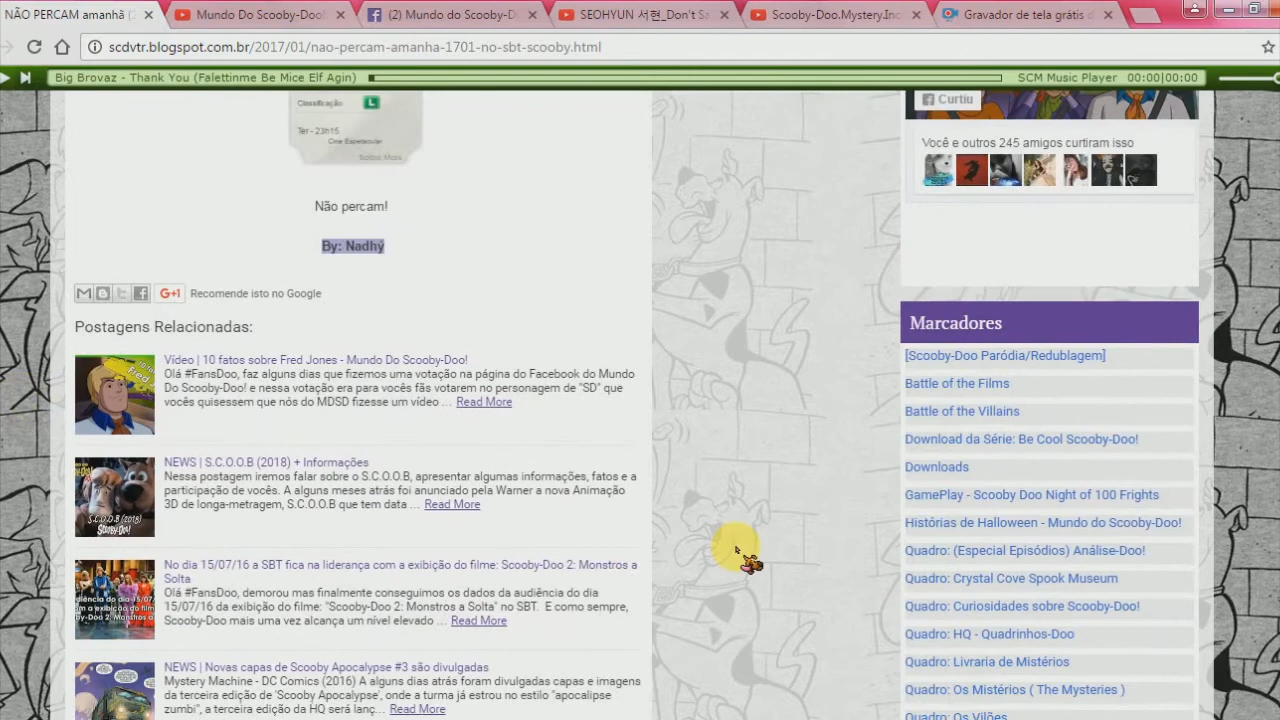 NÃO PERCAM amanhã (
Mundo Do Scooby-Doo!
(2) Mundo do Scooby-D
SEOHYUN 서현_Don't Sa
Scooby-Doo.Mystery.Inc
Gravador de tela grátis d
scdvtr.blogspot.com.br/2017/01/nao-percam-amanha-1701-no-sbt-scooby.html
Big Brovaz - Thank You (Falettinme Be Mice Elf Agin)
SCM Music Player 00:00|00:00
Classificação L
Ter - 23h15
Cine Espetacular
Saiba Mais
Não percam!
By: Nadhý
G+1 Recomende isto no Google
Postagens Relacionadas:
Vídeo | 10 fatos sobre Fred Jones - Mundo Do Scooby-Doo!
Olá #FansDoo, faz alguns dias que fizemos uma votação na página do Facebook do Mundo
Do Scooby-Doo! e nessa votação era para vocês fãs votarem no personagem de "SD" que
vocês quisessem que nós do MDSD fizesse um vídeo ... Read More
NEWS | S.C.O.O.B (2018) + Informações
Nessa postagem iremos falar sobre o S.C.O.O.B, apresentar algumas informações, fatos e a
participação de vocês. A alguns meses atrás foi anunciado pela Warner a nova Animação
3D de longa-metragem, S.C.O.O.B que tem data ... Read More
S.C.O.O.B (2018)
SCOOBY-DOO!
No dia 15/07/16 a SBT fica na liderança com a exibição do filme: Scooby-Doo 2: Monstros a
Solta
Olá #FansDoo, demorou mas finalmente conseguimos os dados da audiência do dia
15/07/16 da exibição do filme: "Scooby-Doo 2: Monstros a Solta" no SBT. E como sempre,
Scooby-Doo mais uma vez alcança um nível elevado ... Read More
NEWS | Novas capas de Scooby Apocalypse #3 são divulgadas
Mystery Machine - DC Comics (2016) A alguns dias atrás foram divulgadas capas e imagens
da terceira edição de 'Scooby Apocalypse', onde a turma já estrou no estilo "apocalipse
zumbi", a terceira edição da HQ será lanç... Read More
Curtiu
Você e outros 245 amigos curtiram isso
Marcadores
[Scooby-Doo Paródia/Redublagem]
Battle of the Films
Battle of the Villains
Download da Série: Be Cool Scooby-Doo!
Downloads
GamePlay - Scooby Doo Night of 100 Frights
Histórias de Halloween - Mundo do Scooby-Doo!
Quadro: (Especial Episódios) Análise-Doo!
Quadro: Crystal Cove Spook Museum
Quadro: Curiosidades sobre Scooby-Doo!
Quadro: HQ - Quadrinhos-Doo
Quadro: Livraria de Mistérios
Quadro: Os Mistérios ( The Mysteries )
Quadro: Os Vilões